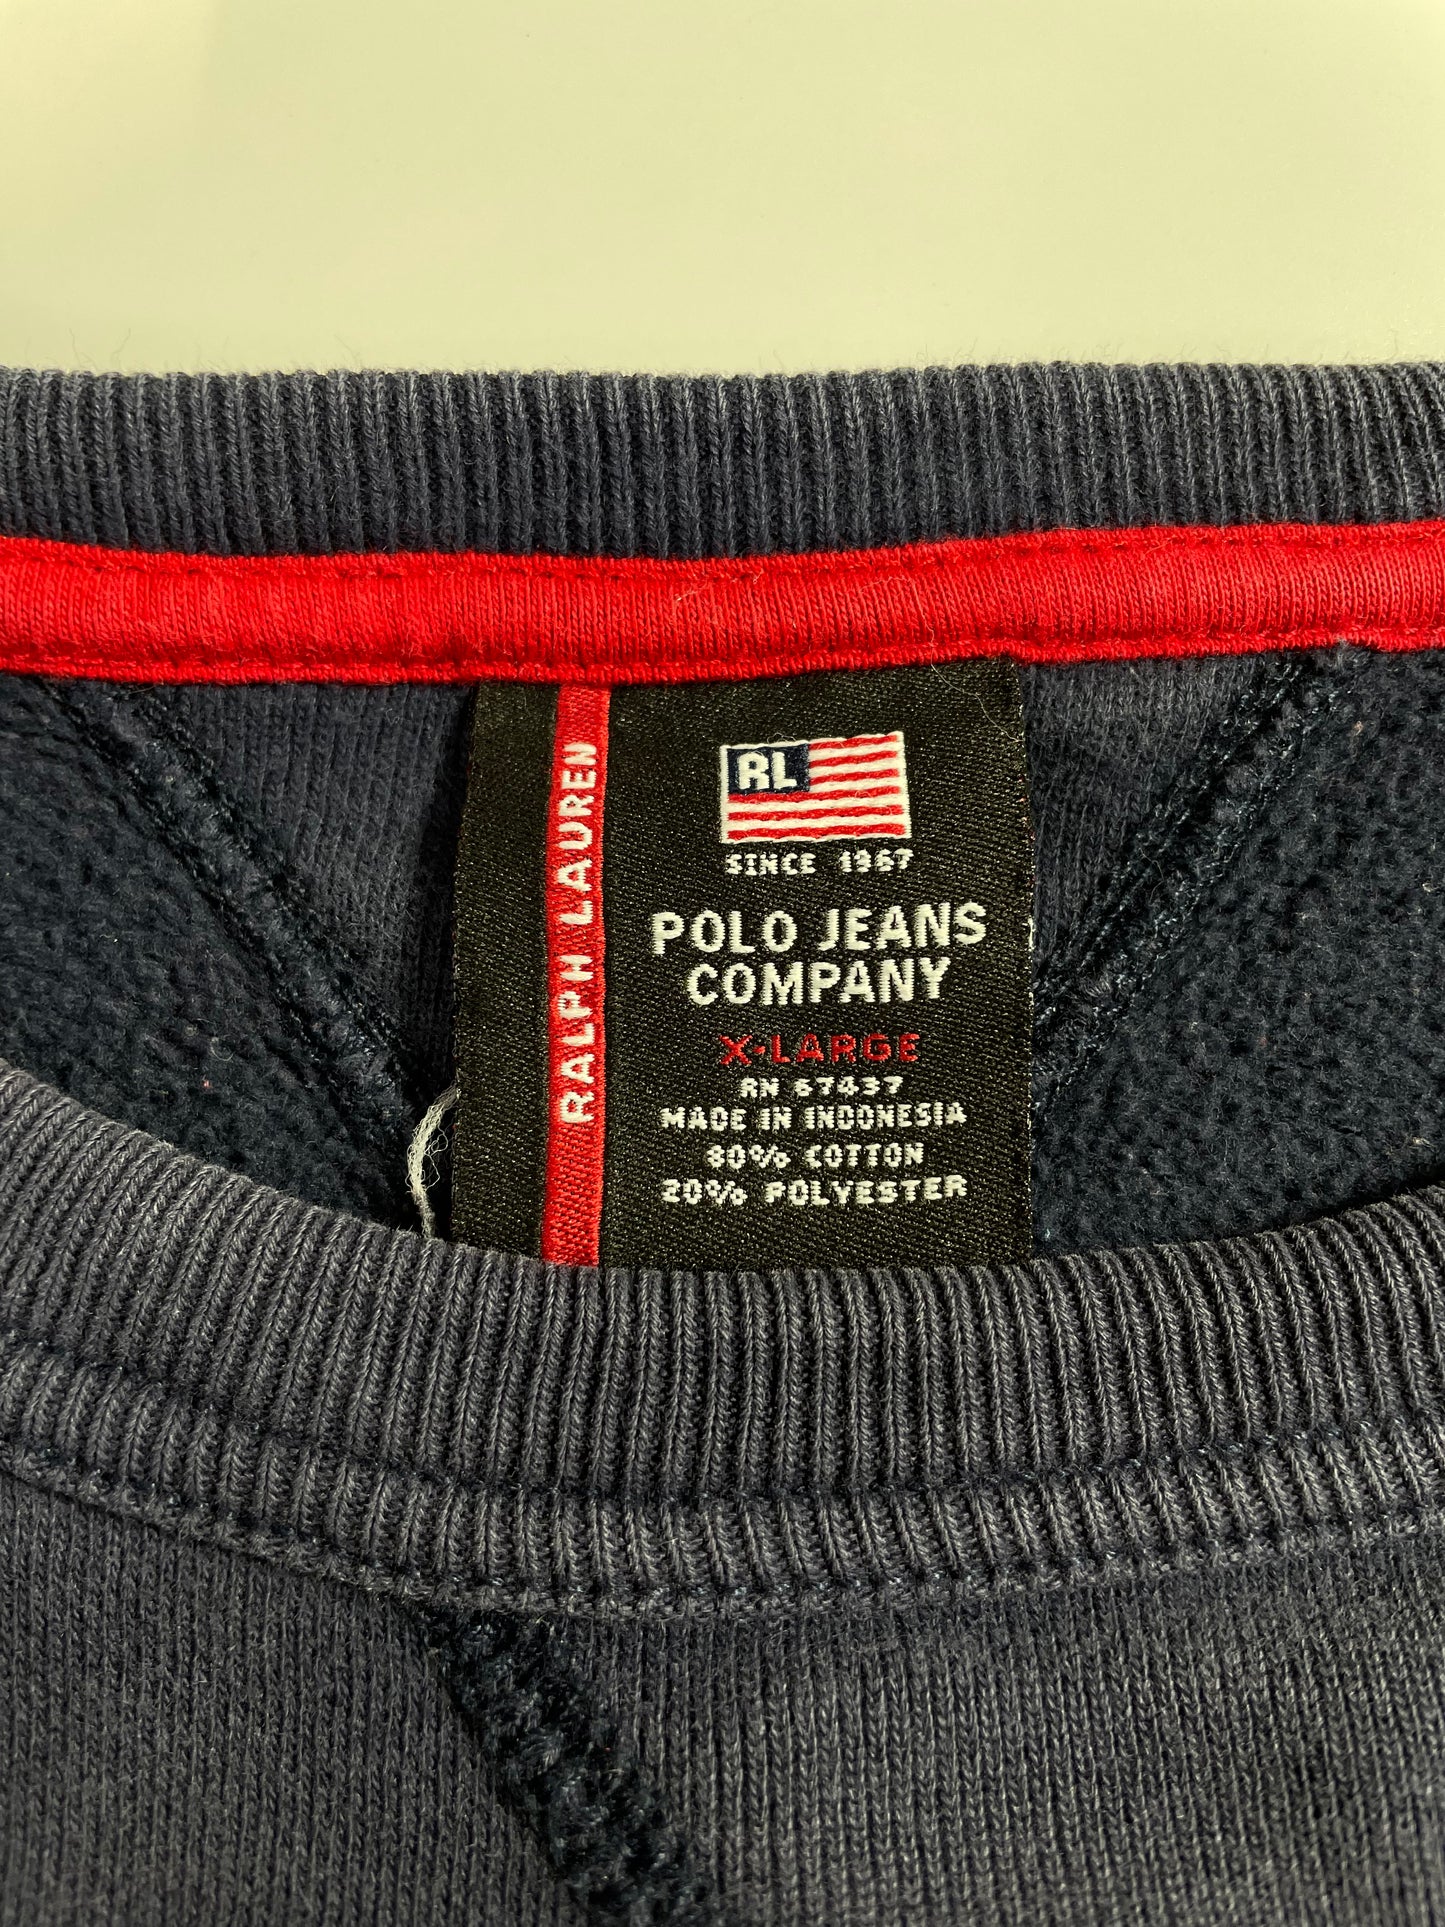 RALPH LAUREN
RL
SINCE 1967
POLO JEANS
COMPANY
X•LARGE
RN 67437
MADE IN INDONESIA
80% COTTON
20% POLYESTER